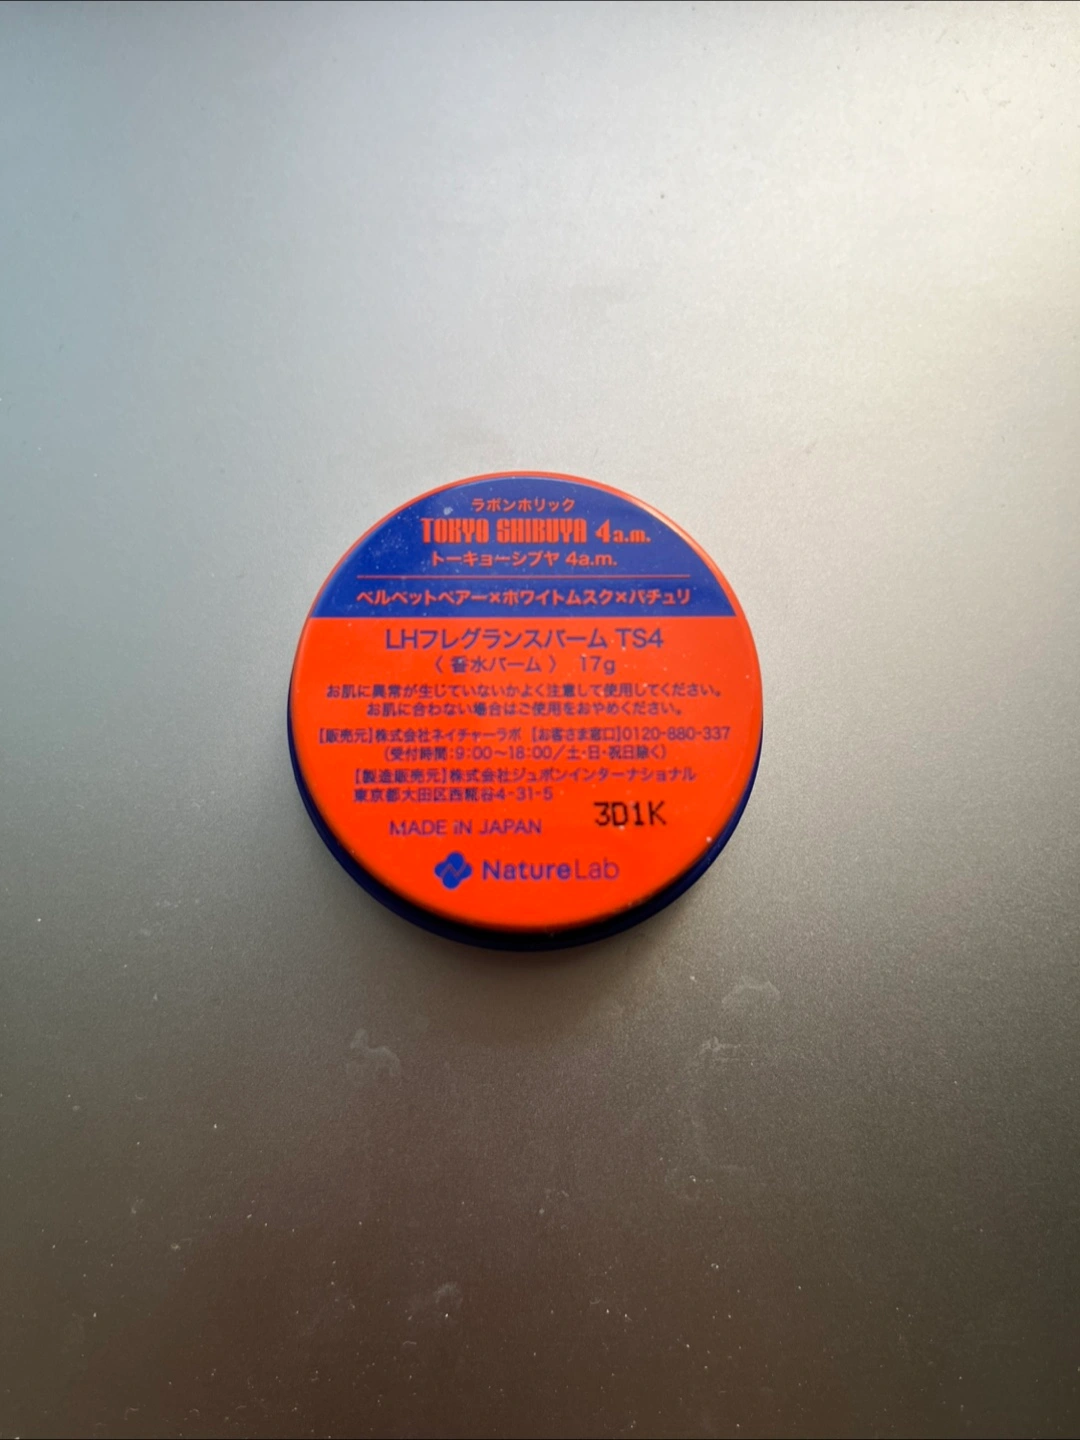 ラボンホリック
TOKYO SHIBUYA 4a.m.
トーキョーシブヤ 4a.m.
ベルベットペアー×ホワイトムスク×パチュリ
LHフレグランスバーム TS4
〈 香水バーム 〉 17g
お肌に異常が生じていないかよく注意して使用してください。
お肌に合わない場合はご使用をおやめください。
【販売元】株式会社ネイチャーラボ 【お客さま窓口】0120-880-337
(受付時間：9：00～18：00／土・日・祝日除く)
【製造販売元】株式会社ジュポンインターナショナル
東京都大田区西糀谷4-31-5
3D1K
MADE IN JAPAN
NatureLab